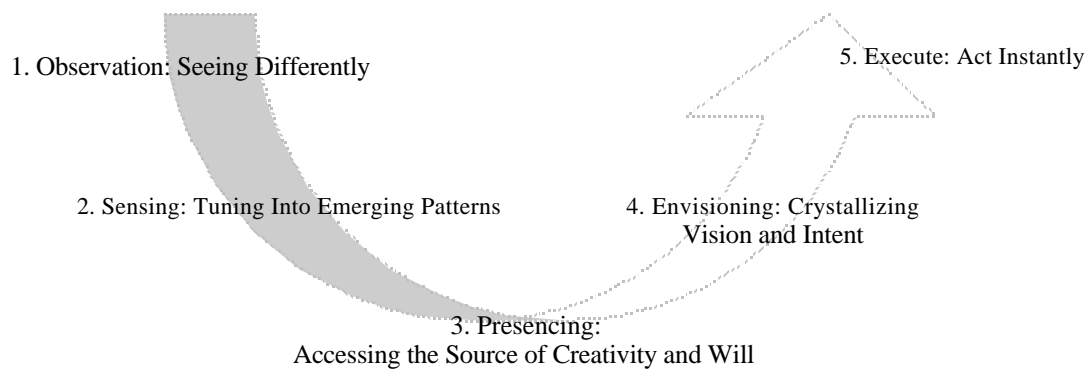 1. Observation: Seeing Differently
5. Execute: Act Instantly
2. Sensing: Tuning Into Emerging Patterns
4. Envisioning: Crystallizing
Vision and Intent
3. Presencing:
Accessing the Source of Creativity and Will